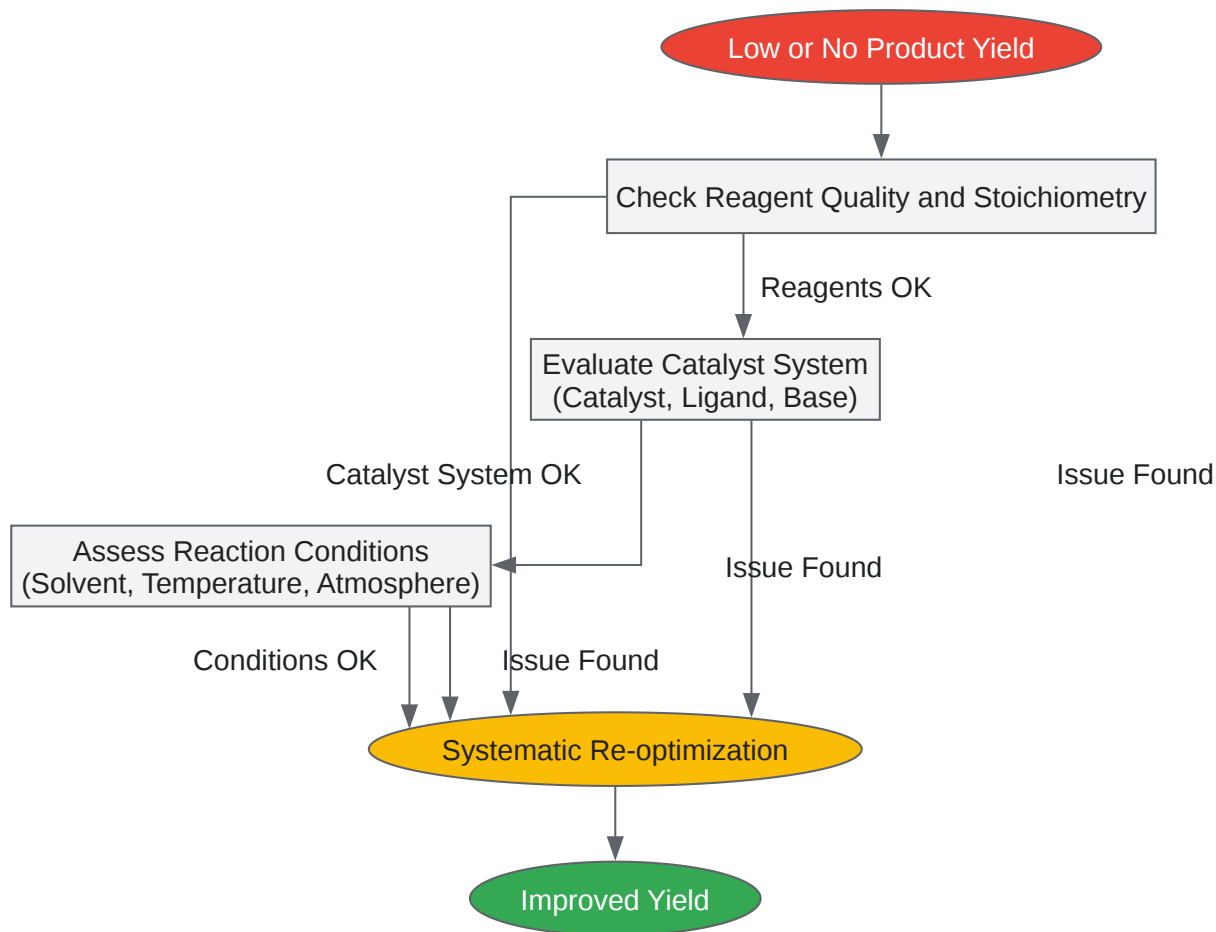 Low or No Product Yield
Check Reagent Quality and Stoichiometry
Reagents OK
Evaluate Catalyst System
(Catalyst, Ligand, Base)
Catalyst System OK
Issue Found
Assess Reaction Conditions
(Solvent, Temperature, Atmosphere)
Issue Found
Conditions OK
Issue Found
Systematic Re-optimization
Improved Yield